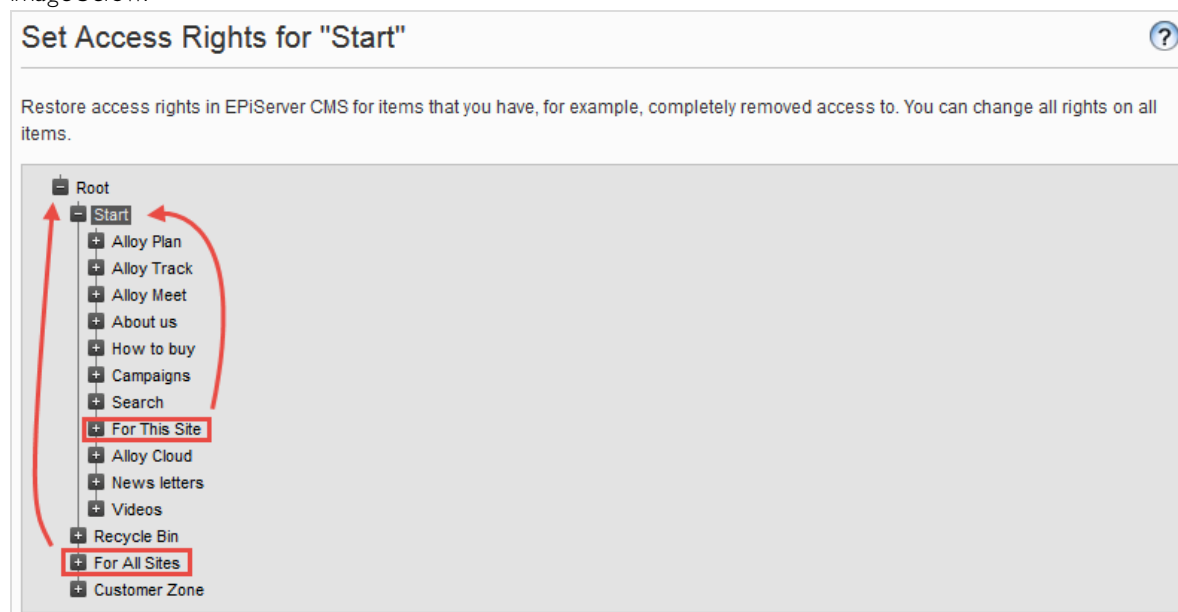 Set Access Rights for "Start"
?
Restore access rights in EPiServer CMS for items that you have, for example, completely removed access to. You can change all rights on all
items.
Root
Start
Alloy Plan
Alloy Track
Alloy Meet
About us
How to buy
Campaigns
Search
For This Site
Alloy Cloud
News letters
Videos
Recycle Bin
For All Sites
Customer Zone